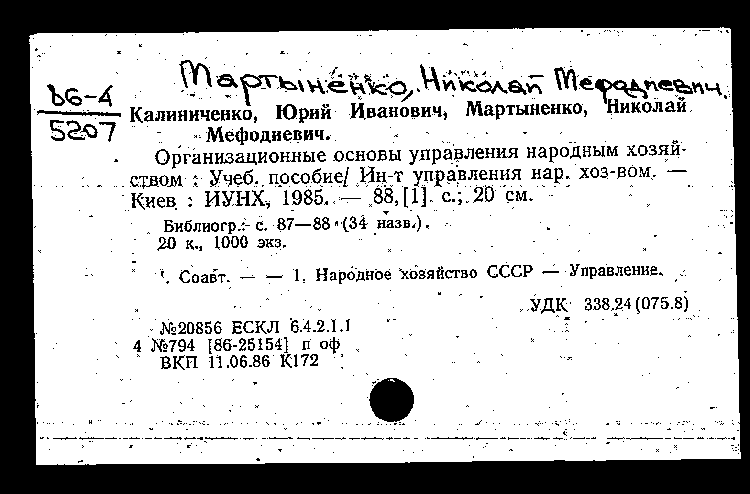 Мартыненко, Николай Мефодиевич.
86-4
5207
Калиниченко, Юрий Иванович, Мартыненко, Николай
Мефодиевич.
Организационные основы управления народным хозяй-
ством : Учеб. пособие/ Ин-т управления нар. хоз-вом. —
Киев : ИУНХ, 1985. — 88,[1] с.; 20 см.
Библиогр.: с. 87—88 (34 назв.).
20 к., 1000 экз.
Соавт. — — 1. Народное хозяйство СССР — Управление.
УДК 338.24(075.8)
№20856 ЕСКЛ 6.4.2.1.1
4 №794 [86-25154] п оф
ВКП 11.06.86 К172